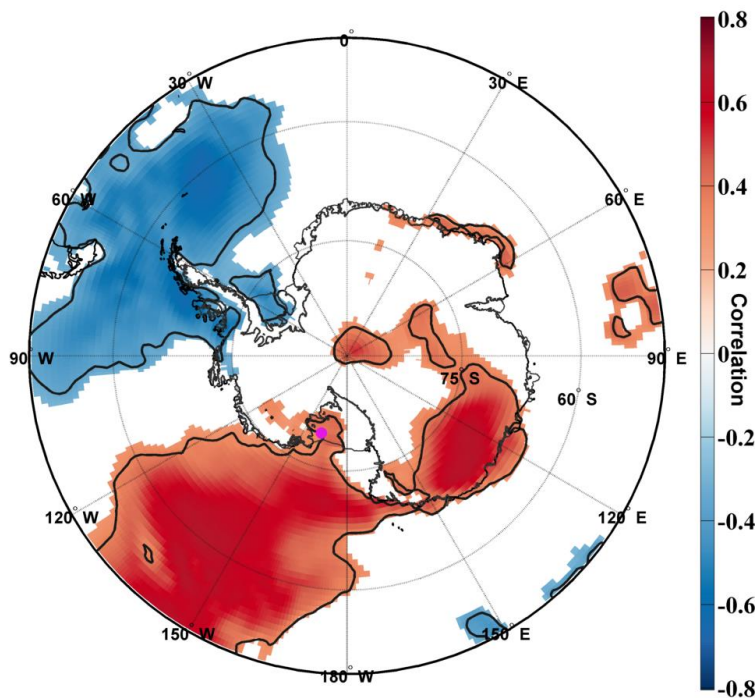 0°
30° W
30° E
60° W
60° E
90° W
90° E
75° S
60° S
120° W
120° E
150° W
150° E
180° W
0.8
0.6
0.4
0.2
0
-0.2
-0.4
-0.6
-0.8
Correlation